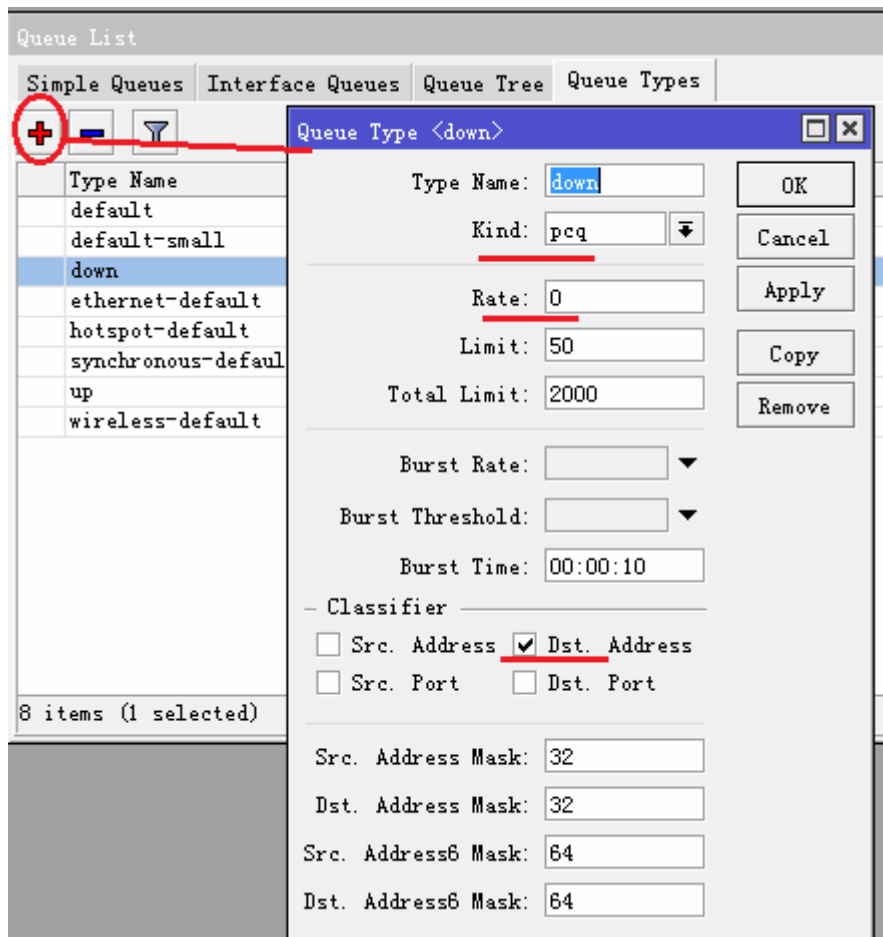 Queue List
Simple Queues Interface Queues Queue Tree Queue Types
Queue Type <down>
Type Name
default
default-small
down
ethernet-default
hotspot-default
synchronous-defaul
up
wireless-default
8 items (1 selected)
Type Name: down
Kind: pcq
Rate: 0
Limit: 50
Total Limit: 2000
Burst Rate:
Burst Threshold:
Burst Time: 00:00:10
Classifier
Src. Address Dst. Address
Src. Port Dst. Port
Src. Address Mask: 32
Dst. Address Mask: 32
Src. Address6 Mask: 64
Dst. Address6 Mask: 64
OK
Cancel
Apply
Copy
Remove